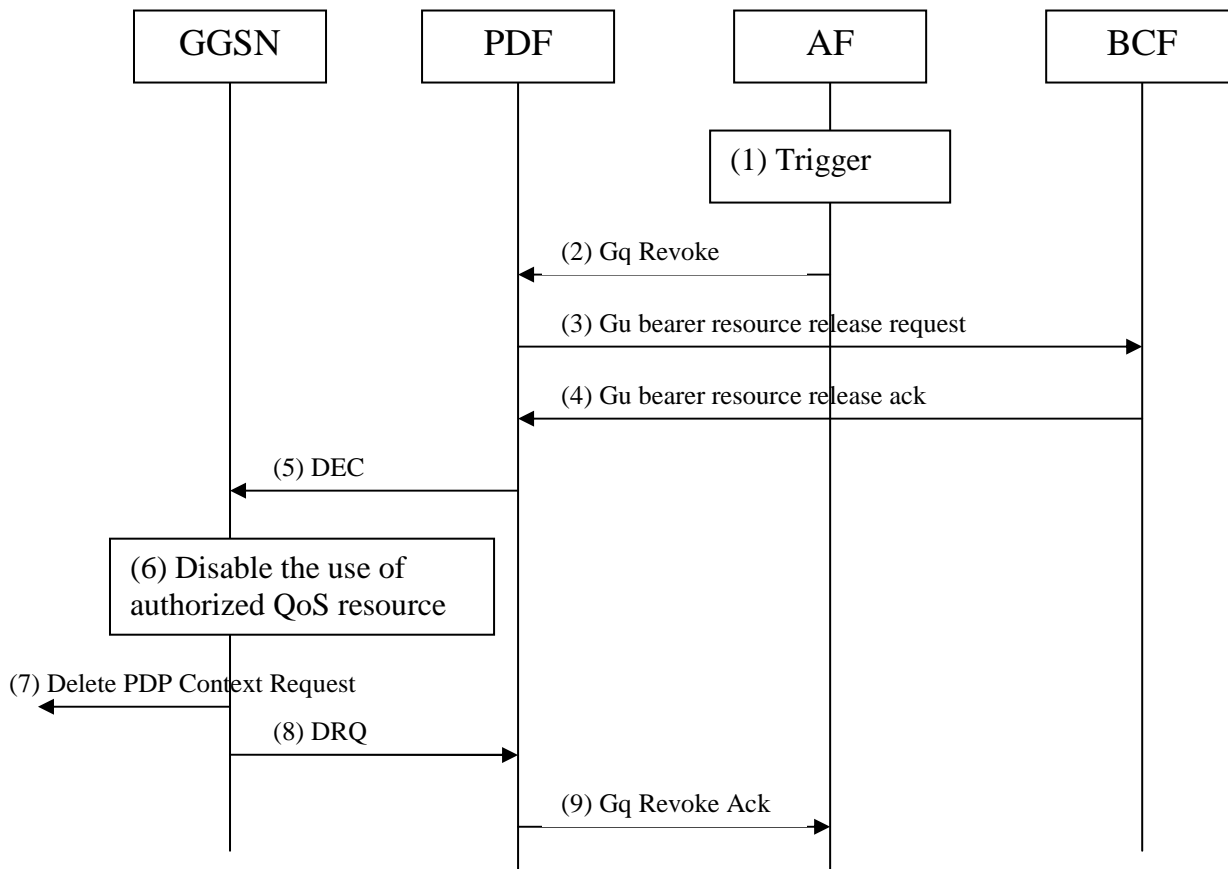 GGSN
PDF
AF
BCF
(1) Trigger
(2) Gq Revoke
(3) Gu bearer resource release request
(4) Gu bearer resource release ack
(5) DEC
(6) Disable the use of
authorized QoS resource
(7) Delete PDP Context Request
(8) DRQ
(9) Gq Revoke Ack